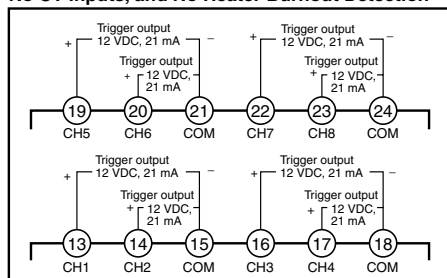 No CT Inputs, and No Heater Burnout Detection
Trigger output
+ 12 VDC, 21 mA –
Trigger output
+ 12 VDC,
21 mA
Trigger output
+ 12 VDC, 21 mA –
Trigger output
+ 12 VDC,
21 mA
19 20 21 22 23 24
CH5 CH6 COM CH7 CH8 COM
Trigger output
+ 12 VDC, 21 mA –
Trigger output
+ 12 VDC,
21 mA
Trigger output
+ 12 VDC, 21 mA –
Trigger output
+ 12 VDC,
21 mA
13 14 15 16 17 18
CH1 CH2 COM CH3 CH4 COM